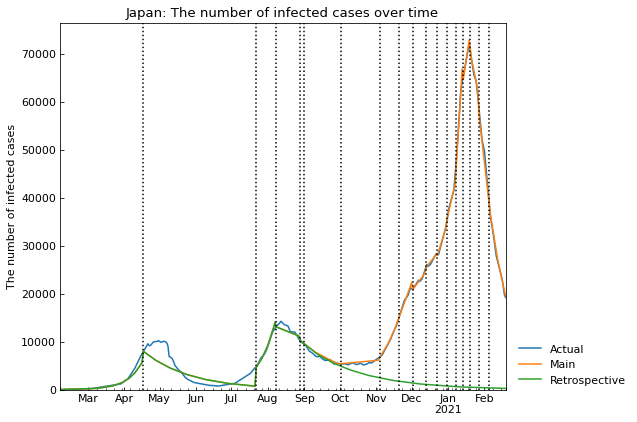 Japan: The number of infected cases over time
The number of infected cases
70000
60000
50000
40000
30000
20000
10000
0
Mar Apr May Jun Jul Aug Sep Oct Nov Dec Jan Feb
2021
Actual
Main
Retrospective